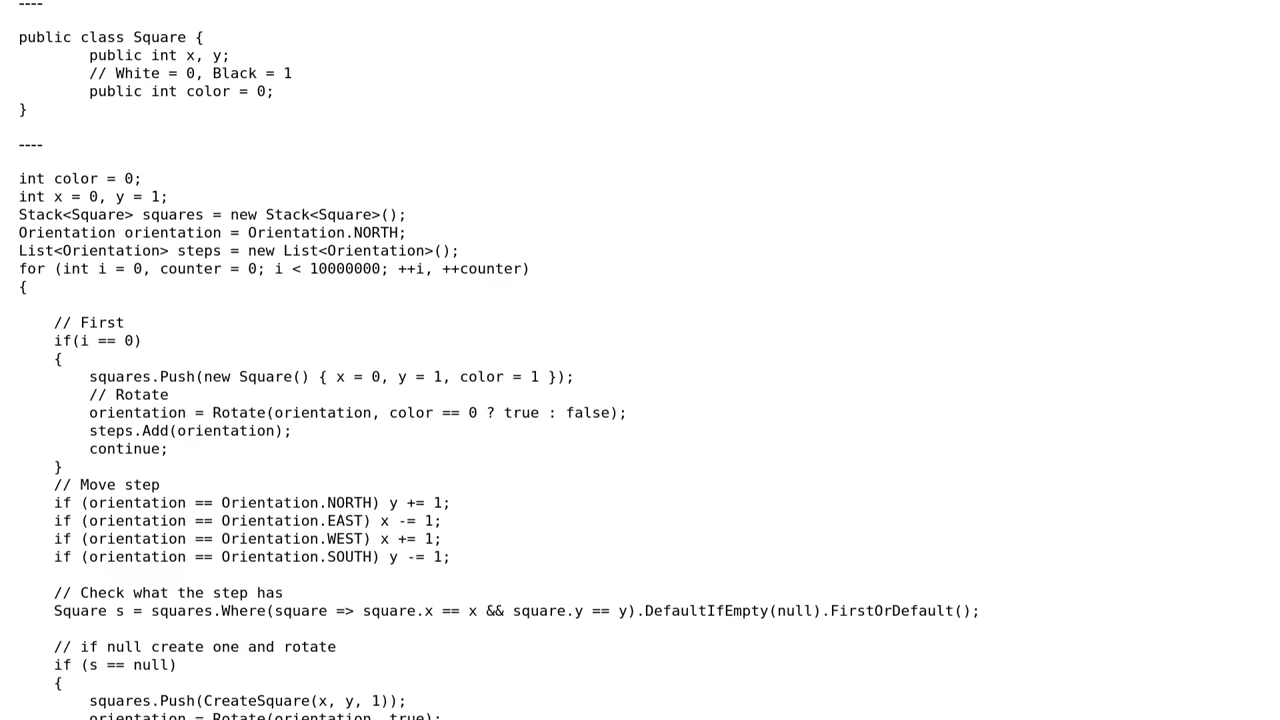 ----
public class Square {
        public int x, y;
        // White = 0, Black = 1
        public int color = 0;
}
----
int color = 0;
int x = 0, y = 1;
Stack<Square> squares = new Stack<Square>();
Orientation orientation = Orientation.NORTH;
List<Orientation> steps = new List<Orientation>();
for (int i = 0, counter = 0; i < 10000000; ++i, ++counter)
{
    // First
    if(i == 0)
    {
        squares.Push(new Square() { x = 0, y = 1, color = 1 });
        // Rotate
        orientation = Rotate(orientation, color == 0 ? true : false);
        steps.Add(orientation);
        continue;
    }
    // Move step
    if (orientation == Orientation.NORTH) y += 1;
    if (orientation == Orientation.EAST) x -= 1;
    if (orientation == Orientation.WEST) x += 1;
    if (orientation == Orientation.SOUTH) y -= 1;
    // Check what the step has
    Square s = squares.Where(square => square.x == x && square.y == y).DefaultIfEmpty(null).FirstOrDefault();
    // if null create one and rotate
    if (s == null)
    {
        squares.Push(CreateSquare(x, y, 1));
        orientation = Rotate(orientation, true);